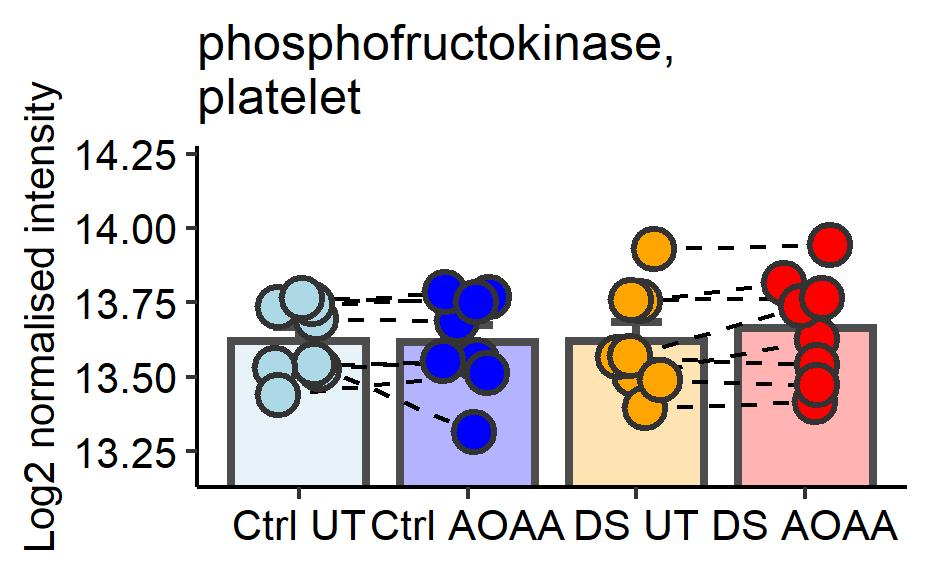 phosphofructokinase,
platelet
Log2 normalised intensity
14.25
14.00
13.75
13.50
13.25
Ctrl UT Ctrl AOAA DS UT DS AOAA